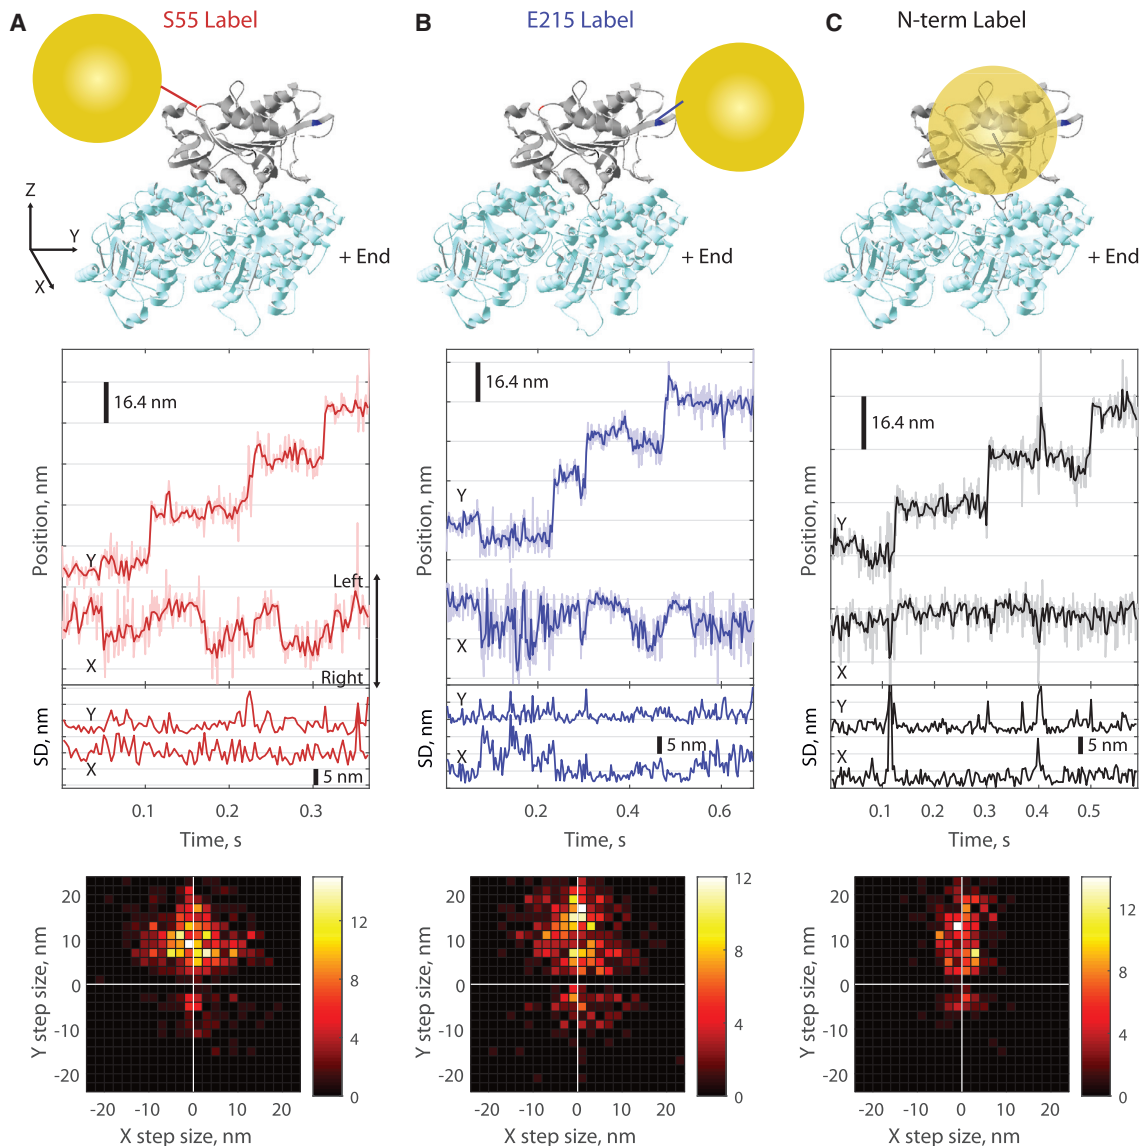 A
S55 Label
B
E215 Label
C
N-term Label
Z
Y
X
+ End
+ End
+ End
16.4 nm
Position, nm
Y
Left
X
Right
SD, nm
Y
X
5 nm
0.1
0.2
0.3
Time, s
16.4 nm
Position, nm
Y
X
SD, nm
Y
X
5 nm
0.2
0.4
0.6
Time, s
16.4 nm
Position, nm
Y
X
SD, nm
Y
X
5 nm
0.1
0.2
0.3
0.4
0.5
Time, s
Y step size, nm
20
10
0
-10
-20
-20
-10
0
10
20
X step size, nm
12
8
4
0
Y step size, nm
20
10
0
-10
-20
-20
-10
0
10
20
X step size, nm
12
8
4
0
Y step size, nm
20
10
0
-10
-20
-20
-10
0
10
20
X step size, nm
12
8
4
0